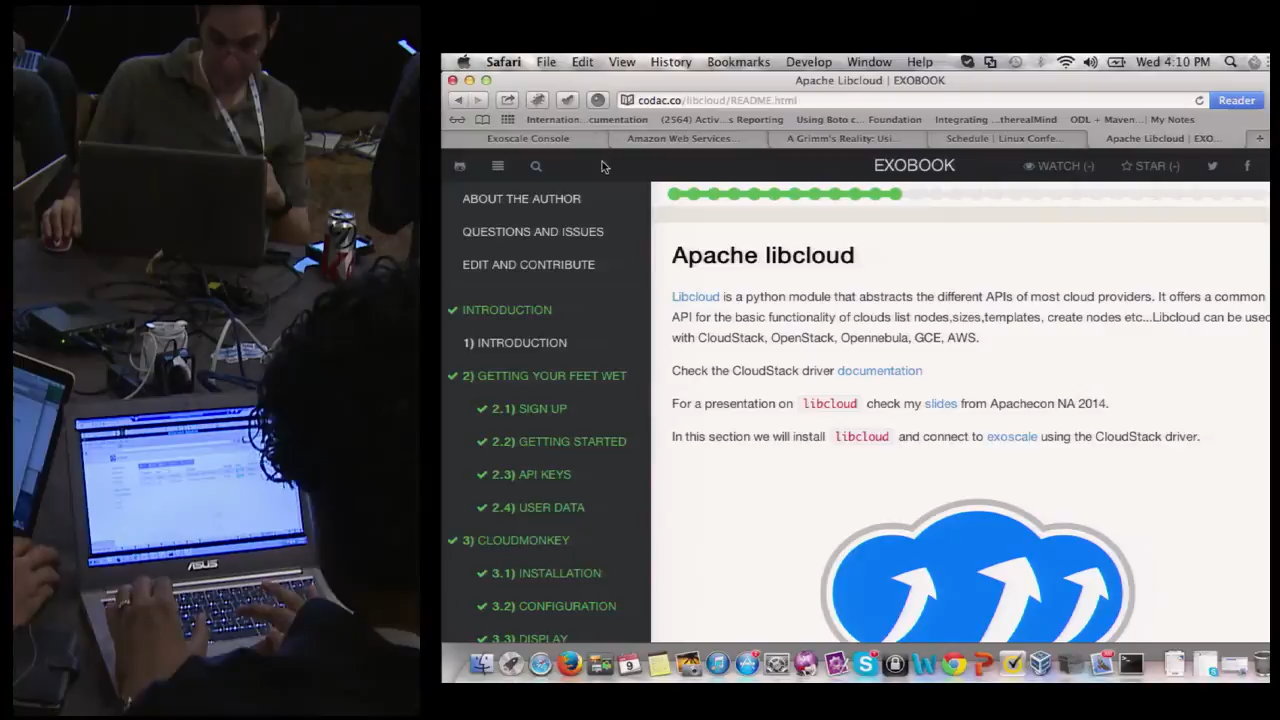 Safari File Edit View History Bookmarks Develop Window Help Wed 4:10 PM
Apache Libcloud | EXOBOOK
codac.co/libcloud/README.html
Reader
Internation...cumentation (2564) Activ...s Reporting Using Boto c... Foundation Integrating ...therealMind ODL + Maven... | My Notes
Exoscale Console Amazon Web Services... A Grimm's Reality: Usi... Schedule | Linux Confe... Apache Libcloud | EXO...
EXOBOOK WATCH (-) STAR (-)
ABOUT THE AUTHOR
QUESTIONS AND ISSUES
EDIT AND CONTRIBUTE
INTRODUCTION
1) INTRODUCTION
2) GETTING YOUR FEET WET
2.1) SIGN UP
2.2) GETTING STARTED
2.3) API KEYS
2.4) USER DATA
3) CLOUDMONKEY
3.1) INSTALLATION
3.2) CONFIGURATION
3.3) DISPLAY
Apache libcloud
Libcloud is a python module that abstracts the different APIs of most cloud providers. It offers a common
API for the basic functionality of clouds list nodes,sizes,templates, create nodes etc...Libcloud can be used
with CloudStack, OpenStack, Opennebula, GCE, AWS.
Check the CloudStack driver documentation
For a presentation on libcloud check my slides from Apachecon NA 2014.
In this section we will install libcloud and connect to exoscale using the CloudStack driver.
ASUS